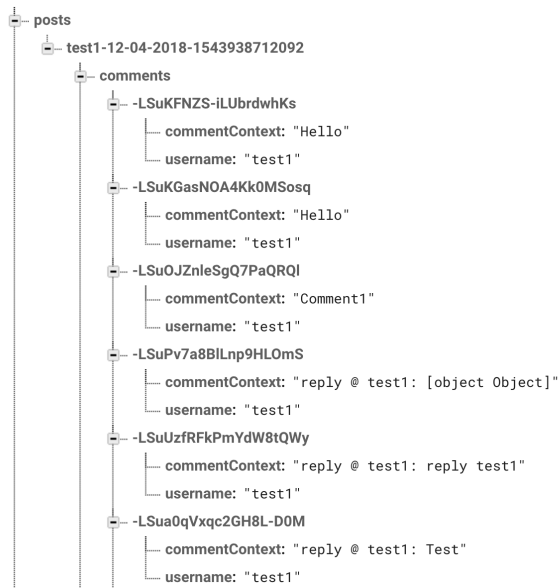 posts
test1-12-04-2018-1543938712092
comments
-LSuKFNZS-iLUbrdwhKs
commentContext: "Hello"
username: "test1"
-LSuKGasNOA4Kk0MSosq
commentContext: "Hello"
username: "test1"
-LSuOJZnleSgQ7PaQRQl
commentContext: "Comment1"
username: "test1"
-LSuPv7a8BlLnp9HLOmS
commentContext: "reply @ test1: [object Object]"
username: "test1"
-LSuUzfRFkPmYdW8tQWy
commentContext: "reply @ test1: reply test1"
username: "test1"
-LSua0qVxqc2GH8L-D0M
commentContext: "reply @ test1: Test"
username: "test1"